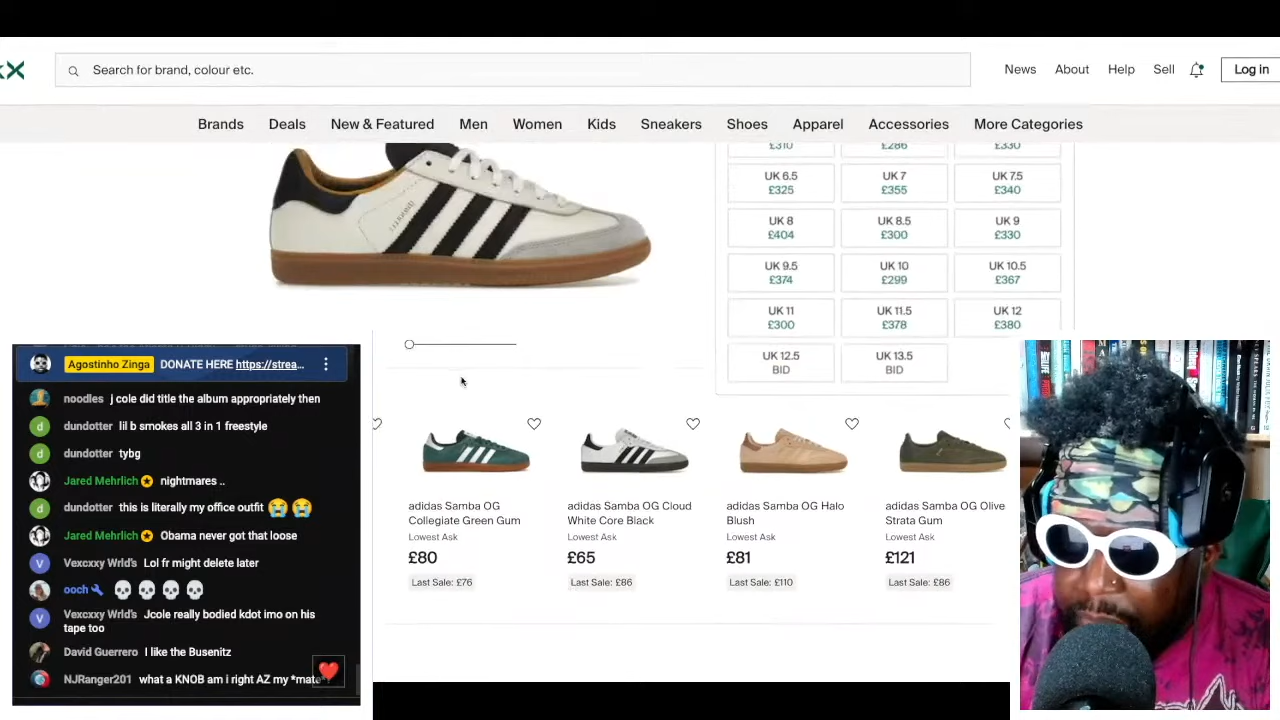 X
Search for brand, colour etc.
News
About
Help
Sell
Log in
Brands
Deals
New & Featured
Men
Women
Kids
Sneakers
Shoes
Apparel
Accessories
More Categories
£310
£286
£330
UK 6.5
£325
UK 7
£355
UK 7.5
£340
UK 8
£404
UK 8.5
£300
UK 9
£330
UK 9.5
£374
UK 10
£299
UK 10.5
£367
UK 11
£300
UK 11.5
£378
UK 12
£380
UK 12.5
BID
UK 13.5
BID
adidas Samba OG
Collegiate Green Gum
Lowest Ask
£80
Last Sale: £76
adidas Samba OG Cloud
White Core Black
Lowest Ask
£65
Last Sale: £86
adidas Samba OG Halo
Blush
Lowest Ask
£81
Last Sale: £110
adidas Samba OG Olive
Strata Gum
Lowest Ask
£121
Last Sale: £86
Agostinho Zinga DONATE HERE https://strea...
noodles j cole did title the album appropriately then
dundotter lil b smokes all 3 in 1 freestyle
dundotter tybg
Jared Mehrlich nightmares ..
dundotter this is literally my office outfit 😭 😭
Jared Mehrlich Obama never got that loose
Vexcxxy Wrld's Lol fr might delete later
ooch 💀 💀 💀 💀
Vexcxxy Wrld's Jcole really bodied kdot imo on his
tape too
David Guerrero I like the Busenitz
NJRanger201 what a KNOB am i right AZ my *mate*